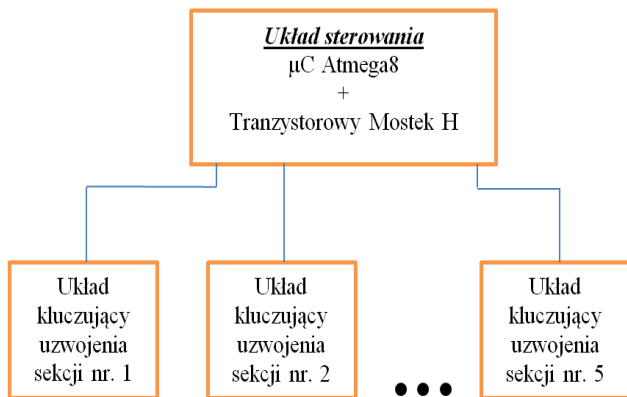 Układ sterowania
μC Atmega8
+
Tranzystorowy Mostek H
Układ
kluczujący
uzwojenia
sekcji nr. 1
Układ
kluczujący
uzwojenia
sekcji nr. 2
Układ
kluczujący
uzwojenia
sekcji nr. 5